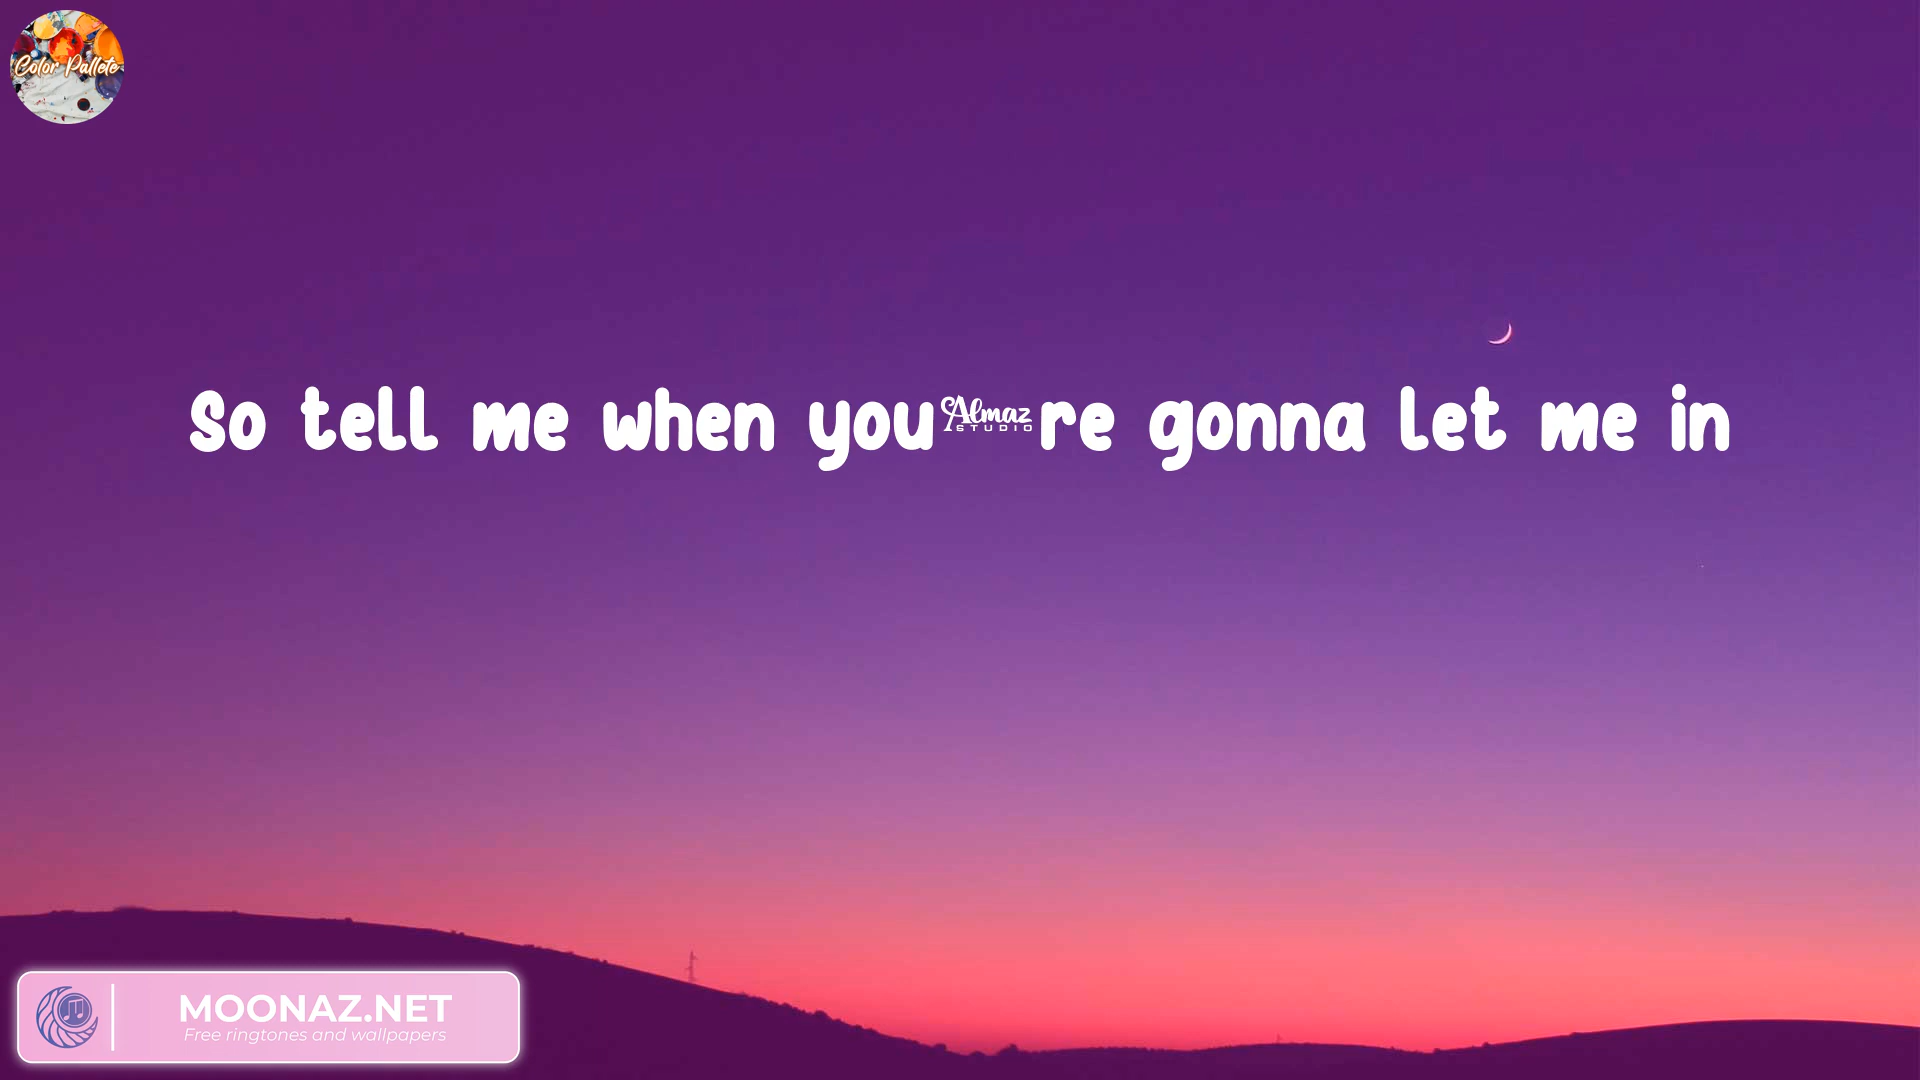 Color Pallete
So tell me when you Almaz STUDIO re gonna let me in
MOONAZ.NET
Free ringtones and wallpapers